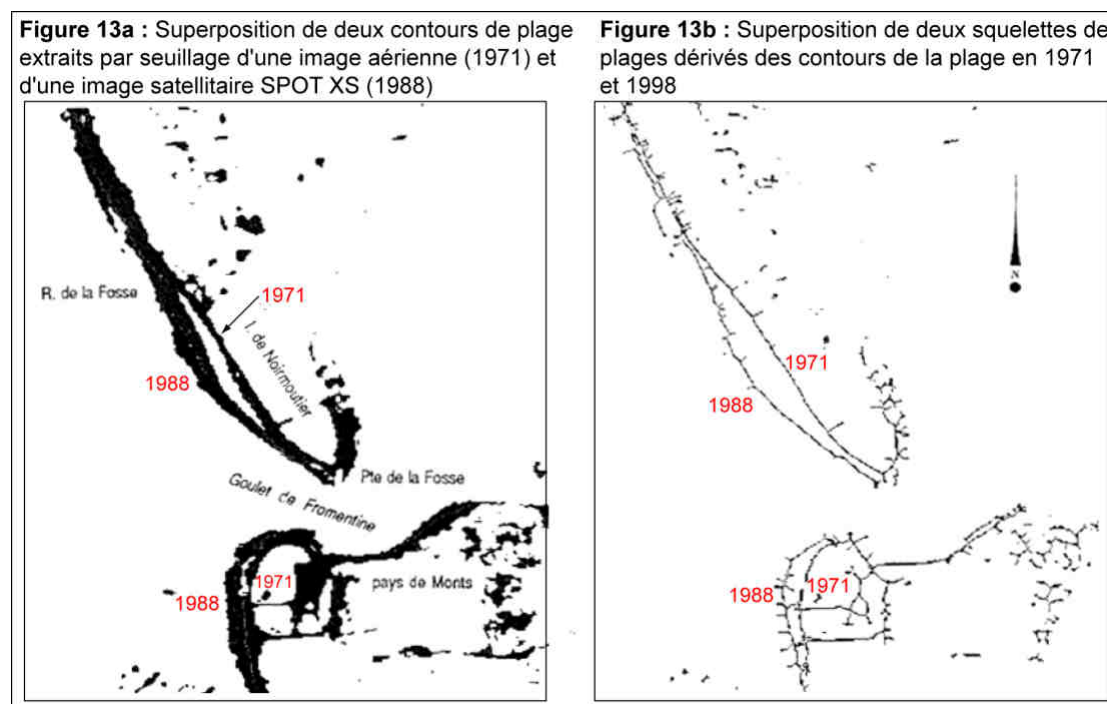 Figure 13a : Superposition de deux contours de plage
extraits par seuillage d'une image aérienne (1971) et
d'une image satellitaire SPOT XS (1988)
R. de la Fosse
1971
I. de Noirmoutier
1988
Pte de la Fosse
Goulet de Fromentine
1971
pays de Monts
1988
Figure 13b : Superposition de deux squelettes de
plages dérivés des contours de la plage en 1971
et 1998
N
1971
1988
1971
1988